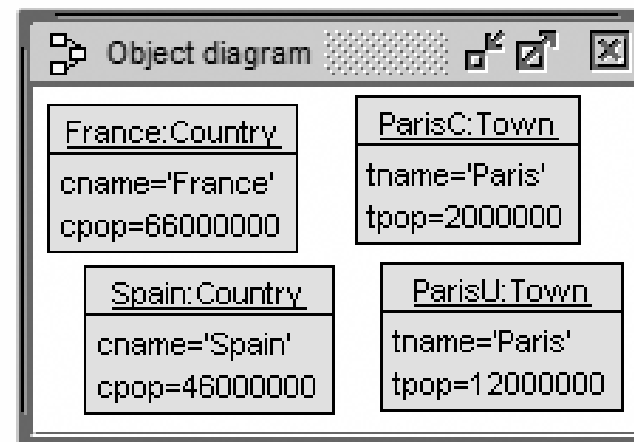 Object diagram
France:Country
cname='France'
cpop=66000000
ParisC:Town
tname='Paris'
tpop=2000000
Spain:Country
cname='Spain'
cpop=46000000
ParisU:Town
tname='Paris'
tpop=12000000